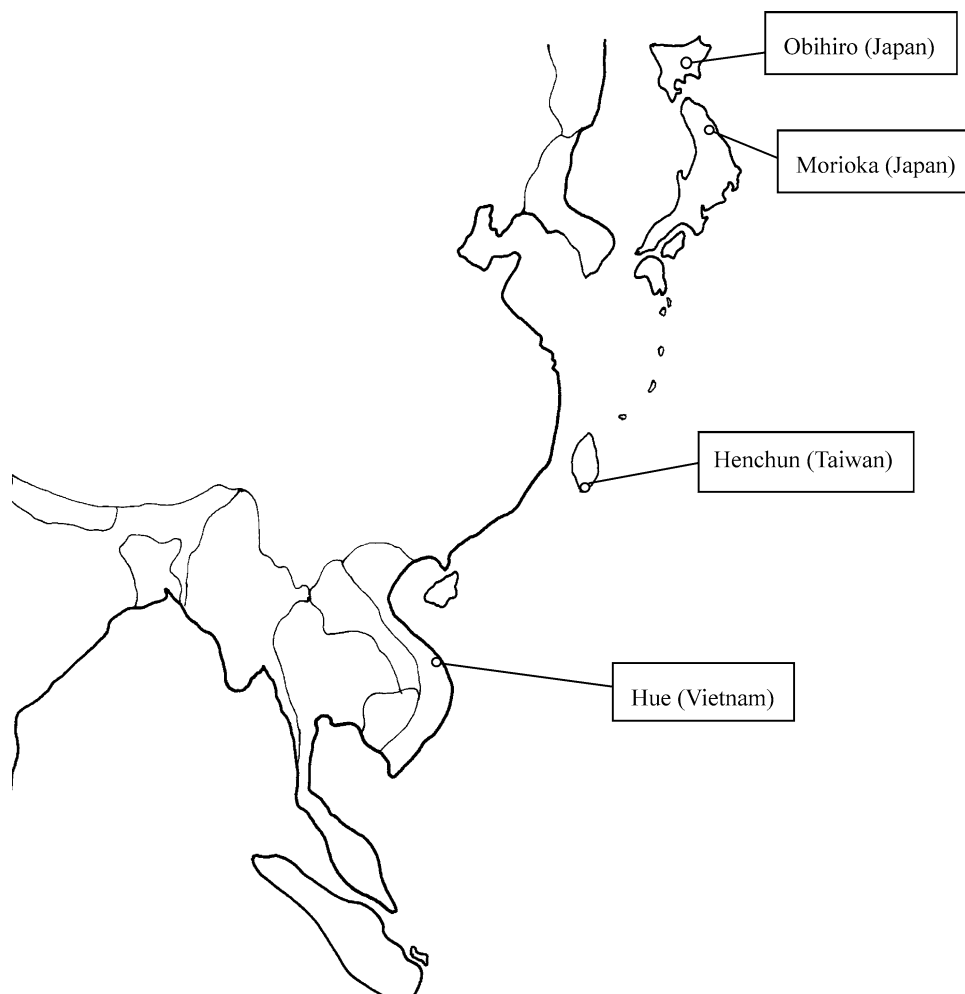 Obihiro (Japan)
Morioka (Japan)
Henchun (Taiwan)
Hue (Vietnam)